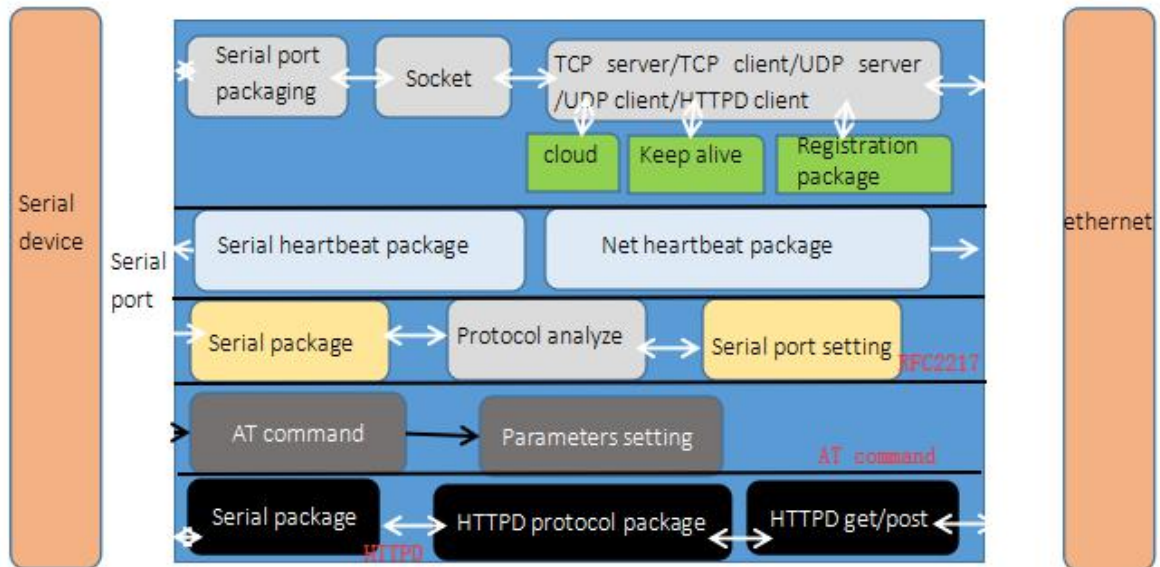 Serial
device
Serial
port
Serial port
packaging
Socket
TCP server/TCP client/UDP server
/UDP client/HTTPD client
cloud
Keep alive
Registration
package
Serial heartbeat package
Net heartbeat package
Serial package
Protocol analyze
Serial port setting
RFC2217
AT command
Parameters setting
AT command
Serial package
HTTPD protocol package
HTTPD get/post
HTTPD
ethernet